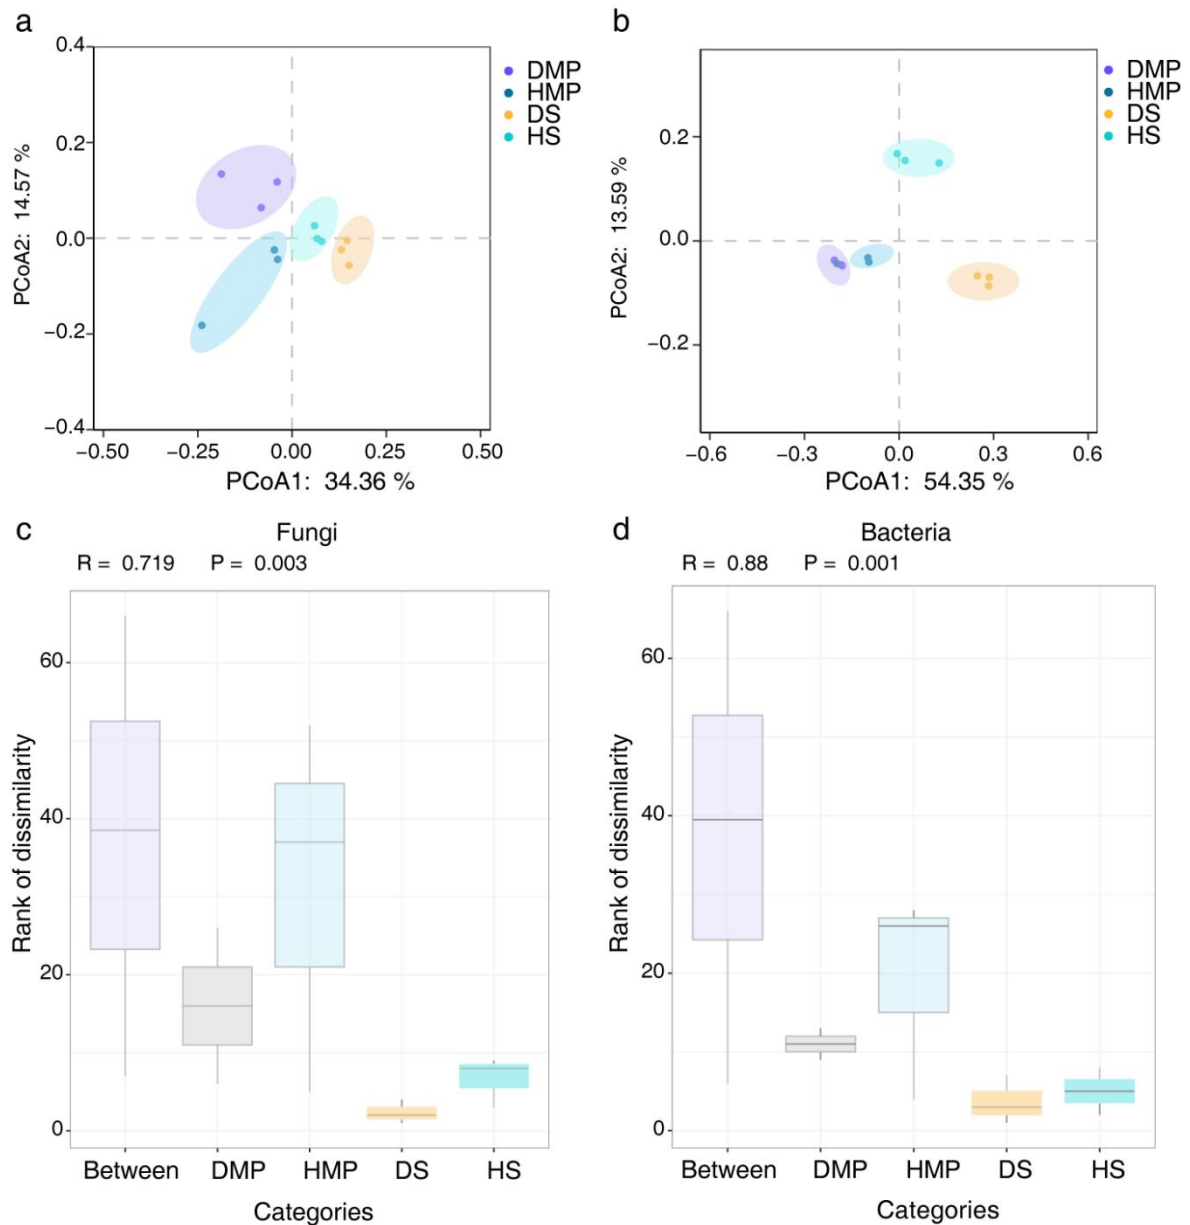 a
0.4
0.2
0.0
−0.2
−0.4
PCoA2: 14.57 %
−0.50 −0.25 0.00 0.25 0.50
PCoA1: 34.36 %
DMP
HMP
DS
HS
b
0.2
0.0
−0.2
PCoA2: 13.59 %
−0.6 −0.3 0.0 0.3 0.6
PCoA1: 54.35 %
DMP
HMP
DS
HS
c
Fungi
R = 0.719 P = 0.003
60
40
20
0
Rank of dissimilarity
Between DMP HMP DS HS
Categories
d
Bacteria
R = 0.88 P = 0.001
60
40
20
0
Rank of dissimilarity
Between DMP HMP DS HS
Categories